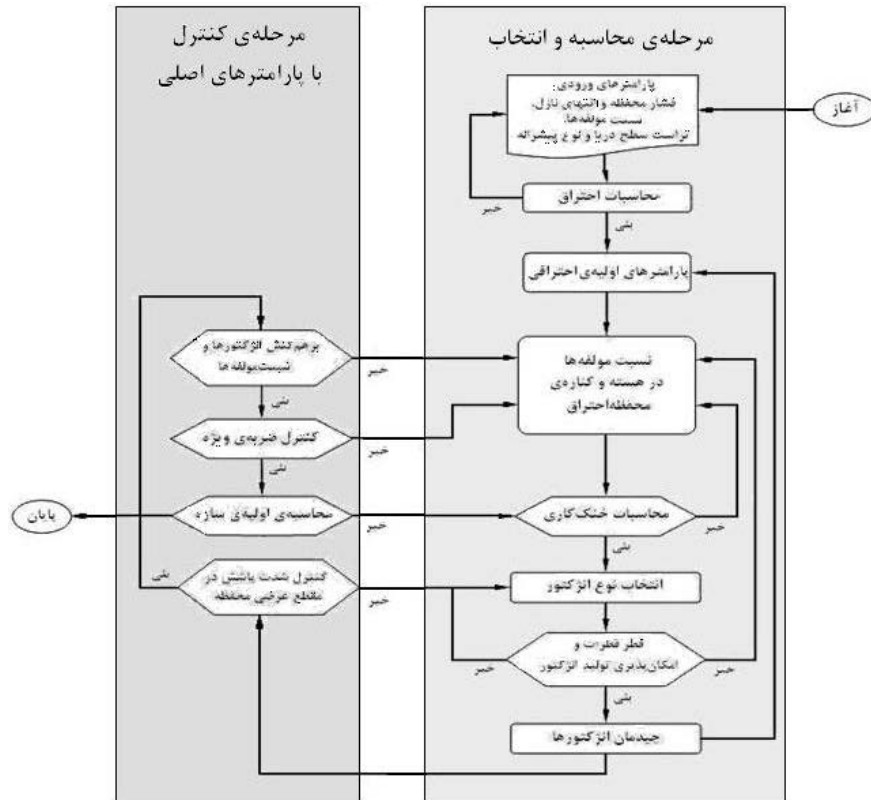 مرحله‌ی محاسبه و انتخاب
مرحله‌ی کنترل
با پارامترهای اصلی
آغاز
پارامترهای ورودی:
فشار محفظه و انتهای نازل،
نسبت مولفه‌ها،
تراست سطح دریا و نوع پیشرانه
محاسبات احتراق
خیر
بلی
پارامترهای اولیه‌ی احتراقی
نسبت مولفه‌ها
در هسته و کناره‌ی
محفظه احتراق
برهم‌کنش انژکتورها و
نسبت‌مولفه‌ها
خیر
بلی
کنترل ضربه‌ی ویژه
خیر
بلی
محاسبات خنک‌کاری
خیر
بلی
محاسبه‌ی اولیه‌ی سازه
خیر
پایان
انتخاب نوع انژکتور
کنترل شدت پاشش در
مقطع عرضی محفظه
خیر
بلی
قطر قطرات و
امکان‌پذیری تولید انژکتور
خیر
خیر
بلی
چیدمان انژکتورها